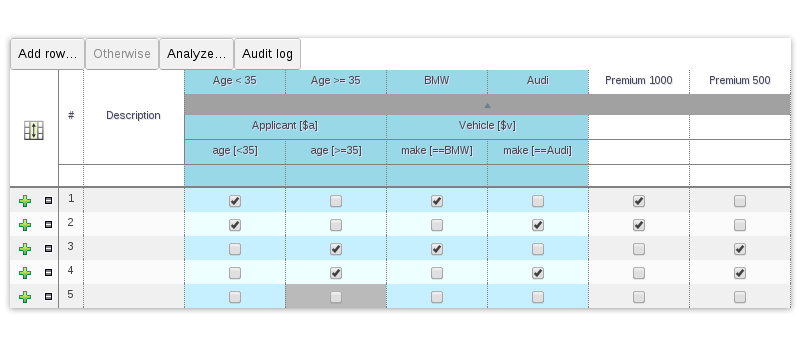 Add row... Otherwise Analyze... Audit log
Age < 35 Age >= 35 BMW Audi Premium 1000 Premium 500
# Description
Applicant [$a] Vehicle [$v]
age [<35] age [>=35] make [==BMW] make [==Audi]
1
2
3
4
5